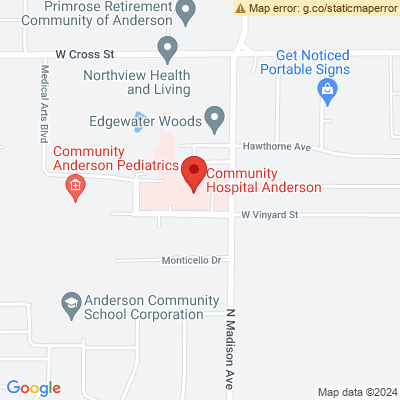 Map error: g.co/staticmaperror
Primrose Retirement
Community of Anderson
W Cross St
Northview Health
and Living
Get Noticed
Portable Signs
Medical Arts Blvd
Edgewater Woods
Hawthorne Ave
Community
Anderson Pediatrics
Community
Hospital Anderson
W Vinyard St
Monticello Dr
Anderson Community
School Corporation
N Madison Ave
Google
Map data ©2024